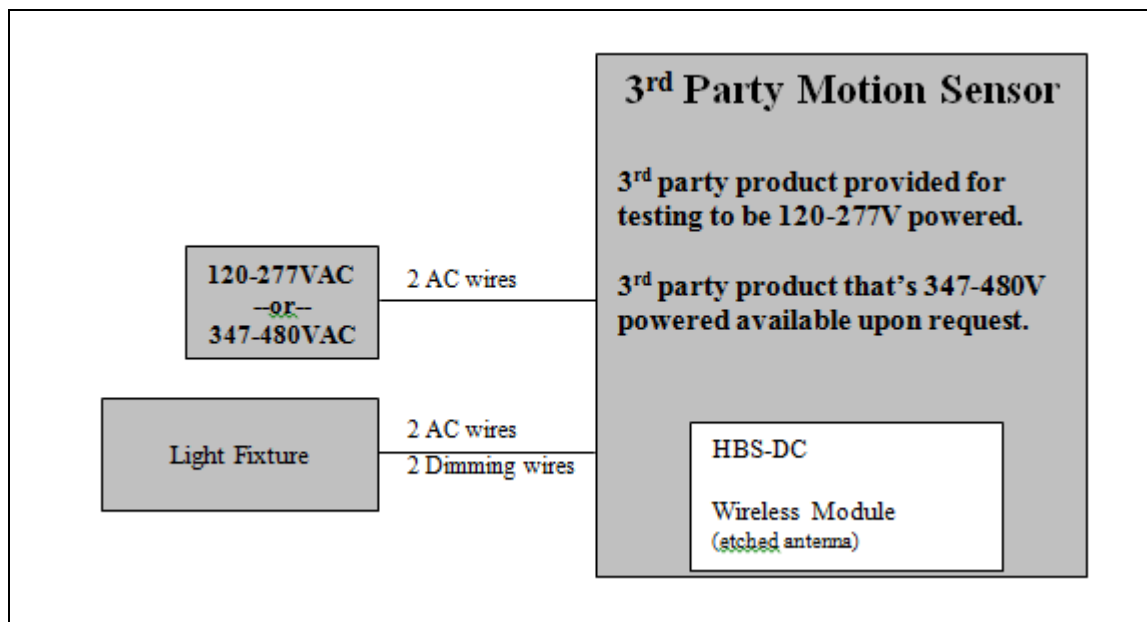 3rd Party Motion Sensor
3rd party product provided for
testing to be 120-277V powered.
3rd party product that's 347-480V
powered available upon request.
120-277VAC
--or--
347-480VAC
2 AC wires
Light Fixture
2 AC wires
2 Dimming wires
HBS-DC
Wireless Module
(etched antenna)